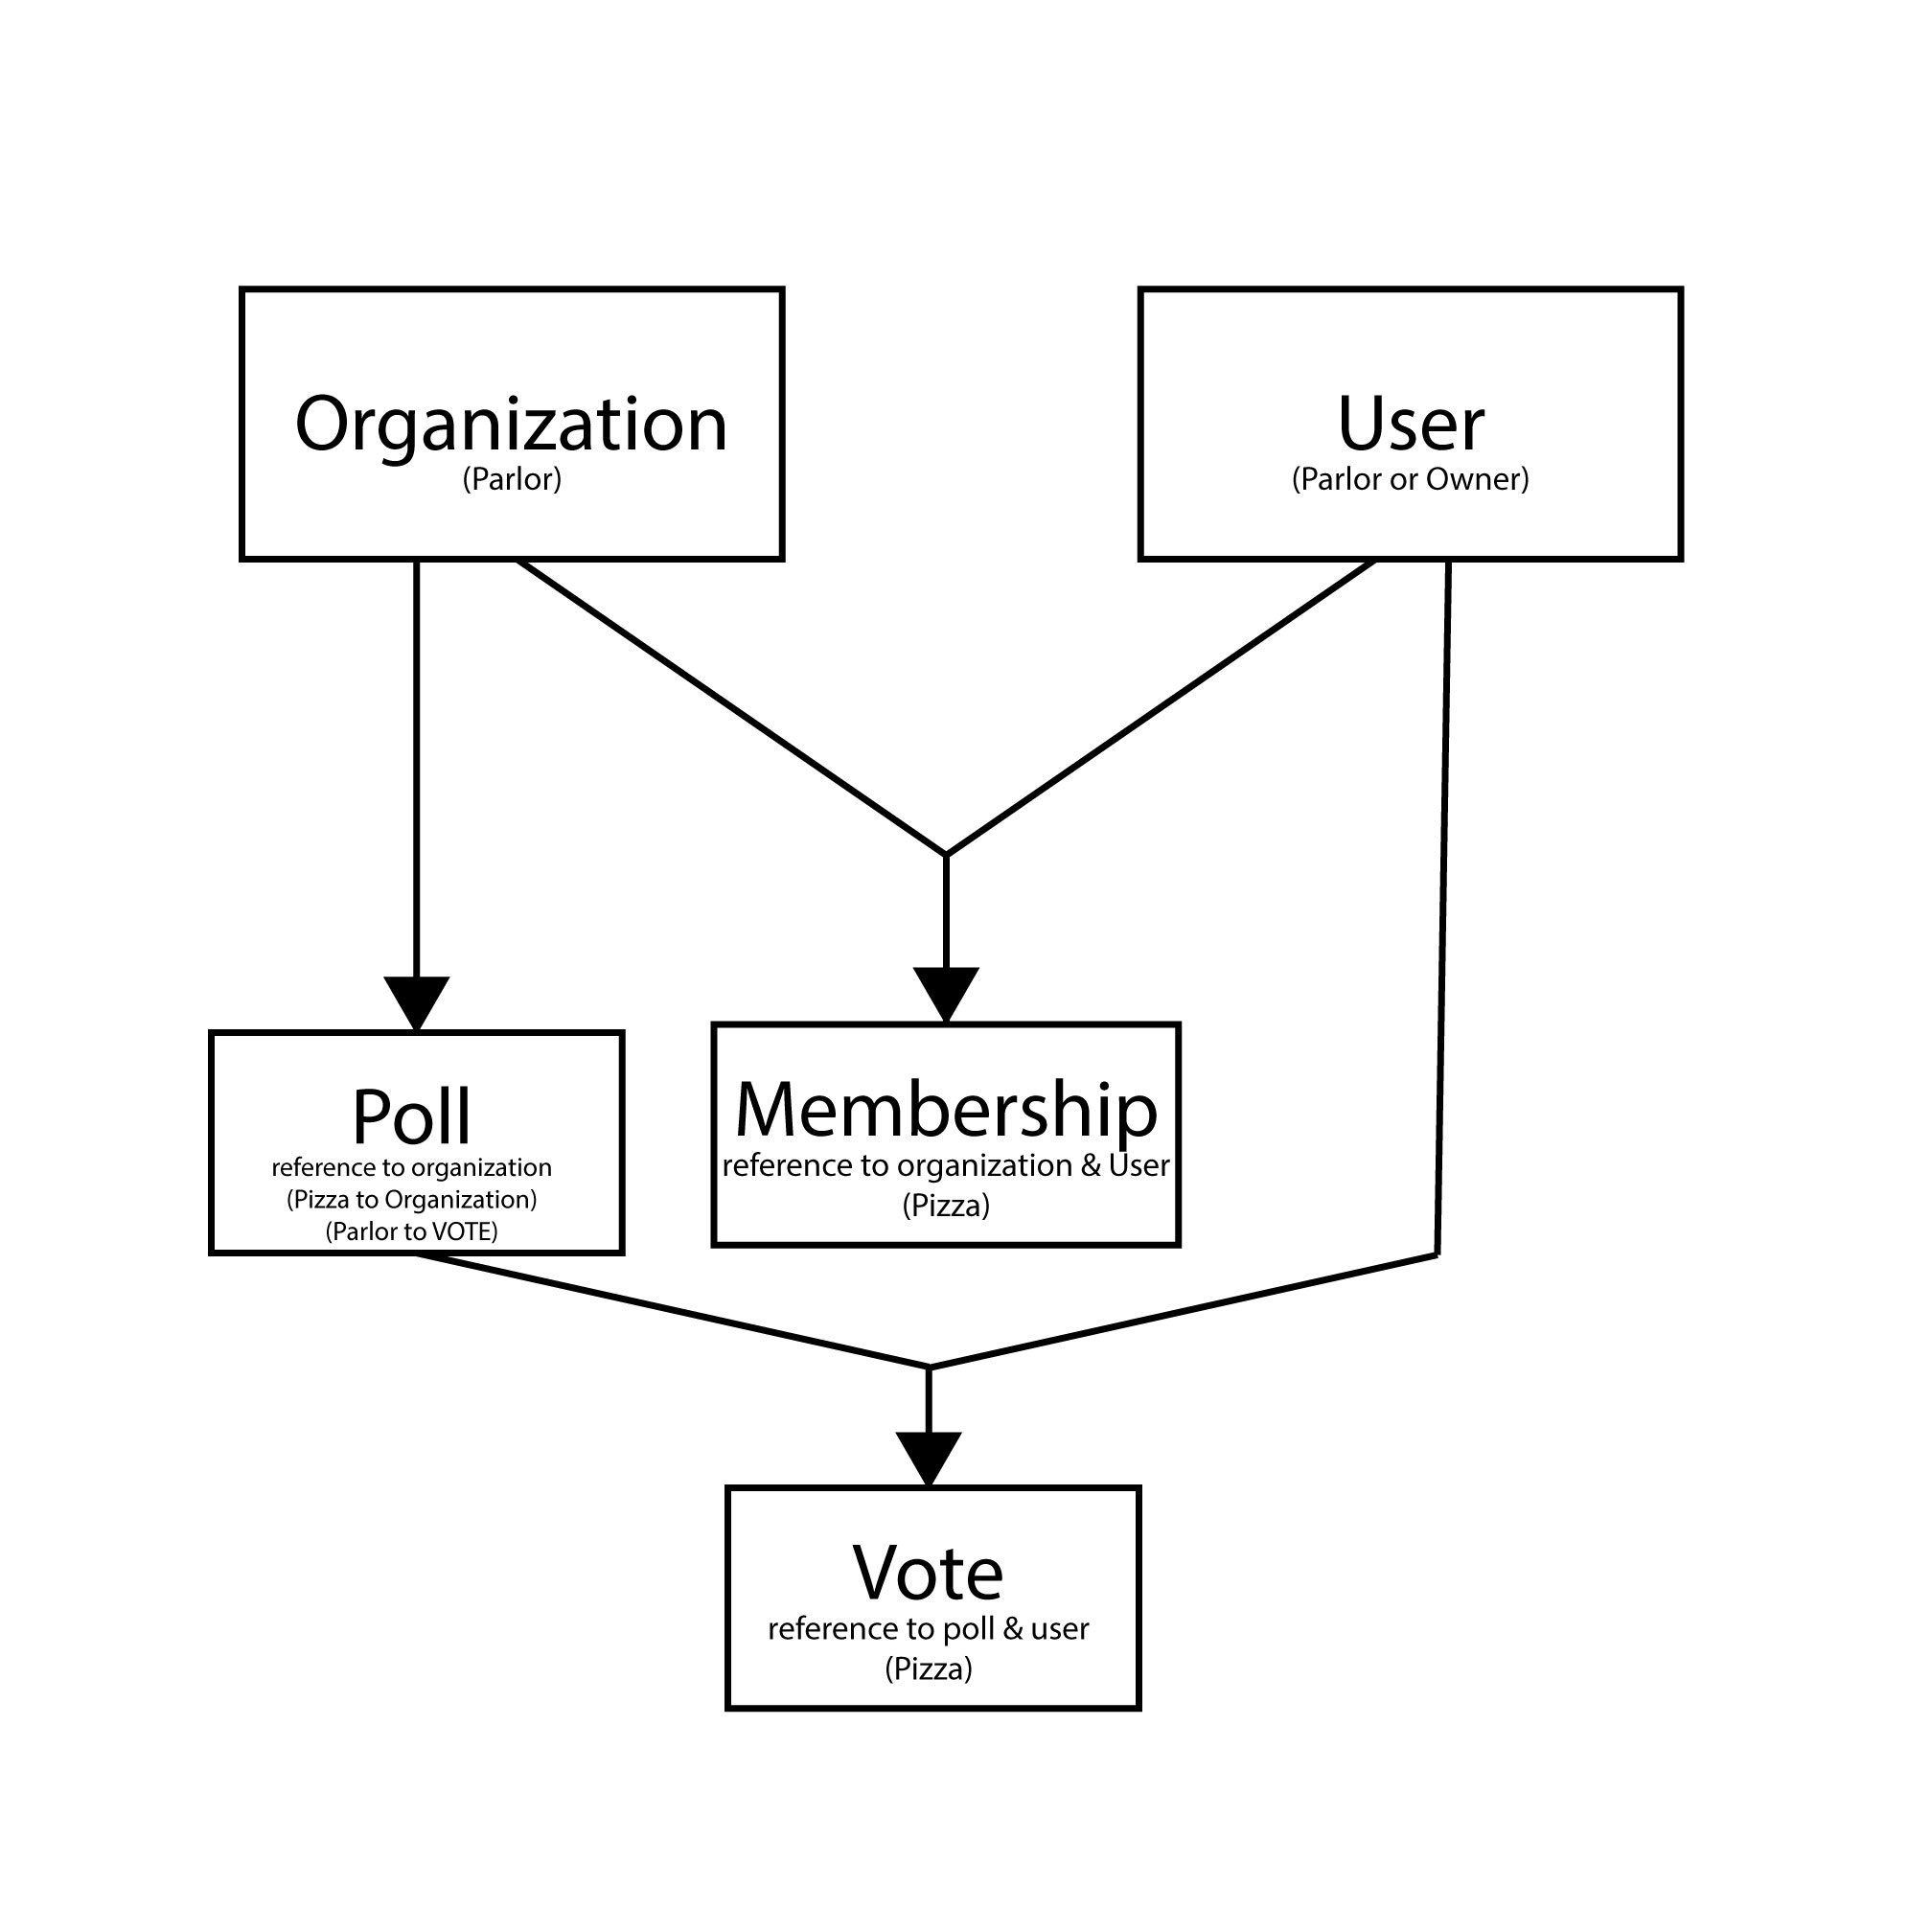 Organization
(Parlor)
User
(Parlor or Owner)
Poll
reference to organization
(Pizza to Organization)
(Parlor to VOTE)
Membership
reference to organization & User
(Pizza)
Vote
reference to poll & user
(Pizza)